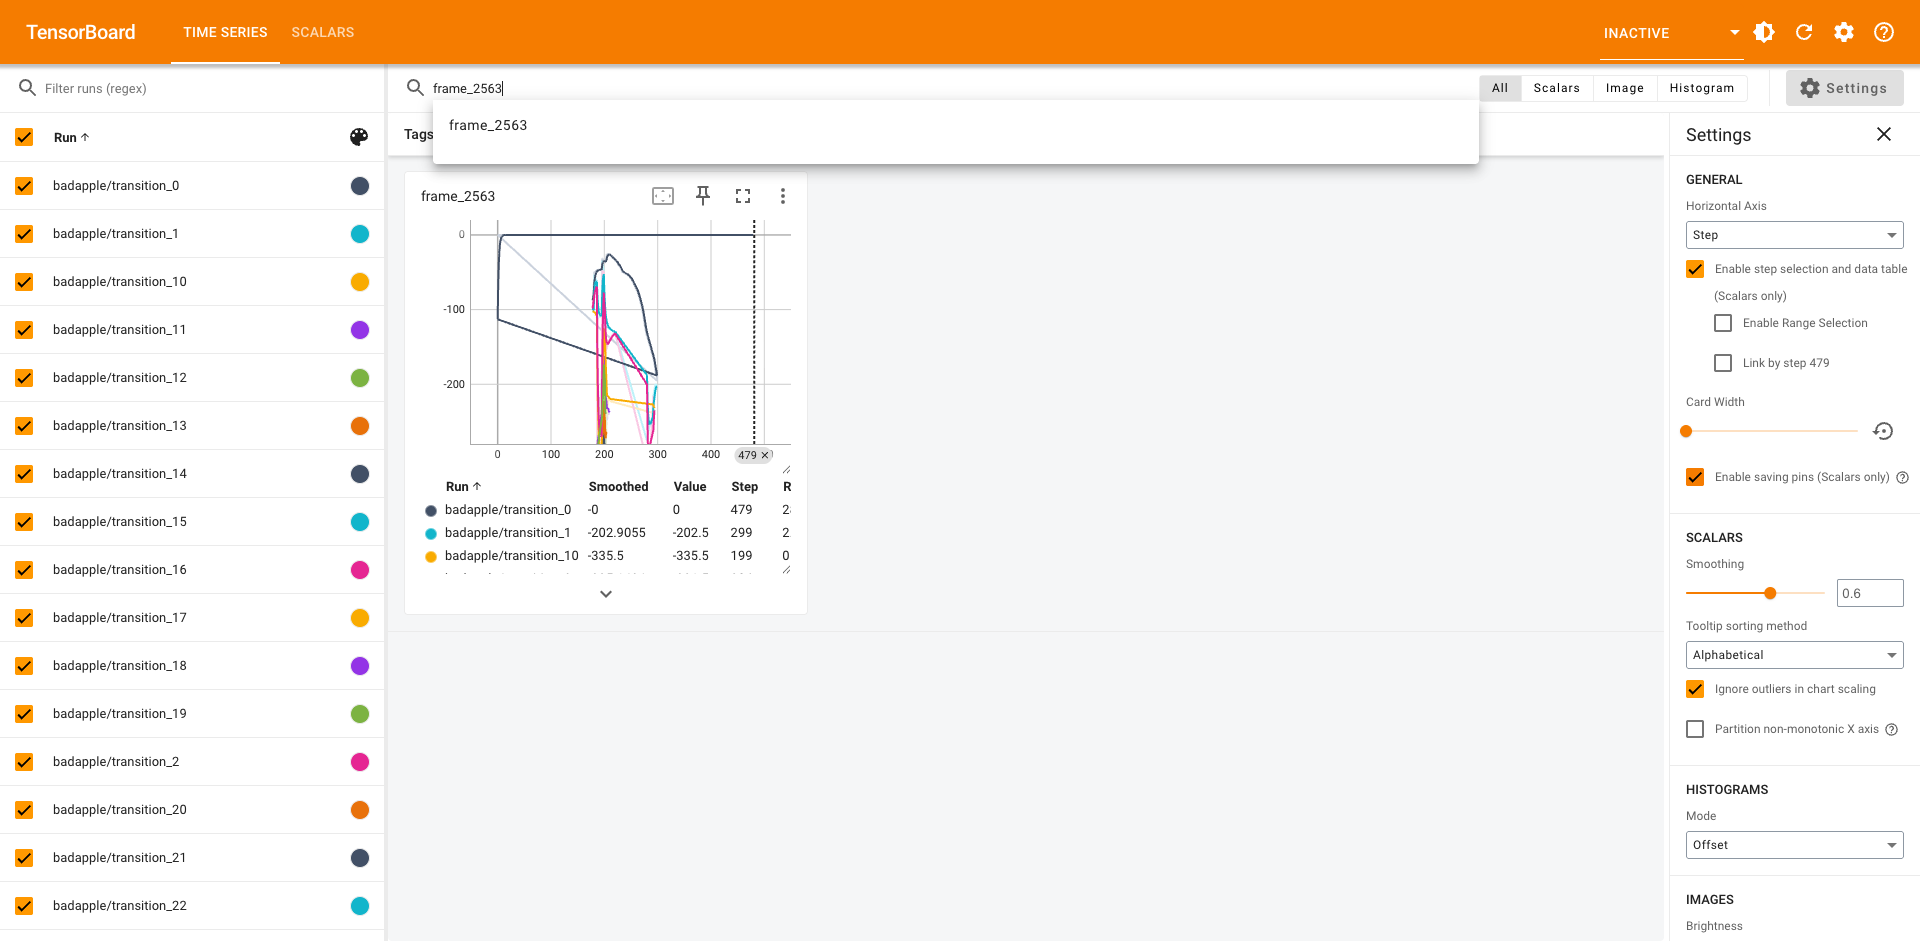 TensorBoard
TIME SERIES
SCALARS
INACTIVE
Filter runs (regex)
frame_2563
All
Scalars
Image
Histogram
Settings
frame_2563
Tags
Run
badapple/transition_0
badapple/transition_1
badapple/transition_10
badapple/transition_11
badapple/transition_12
badapple/transition_13
badapple/transition_14
badapple/transition_15
badapple/transition_16
badapple/transition_17
badapple/transition_18
badapple/transition_19
badapple/transition_2
badapple/transition_20
badapple/transition_21
badapple/transition_22
frame_2563
0
-100
-200
0 100 200 300 400 479
Run Smoothed Value Step R
badapple/transition_0 -0 0 479
badapple/transition_1 -202.9055 -202.5 299 2
badapple/transition_10 -335.5 -335.5 199 0
Settings
GENERAL
Horizontal Axis
Step
Enable step selection and data table
(Scalars only)
Enable Range Selection
Link by step 479
Card Width
Enable saving pins (Scalars only)
SCALARS
Smoothing
0.6
Tooltip sorting method
Alphabetical
Ignore outliers in chart scaling
Partition non-monotonic X axis
HISTOGRAMS
Mode
Offset
IMAGES
Brightness